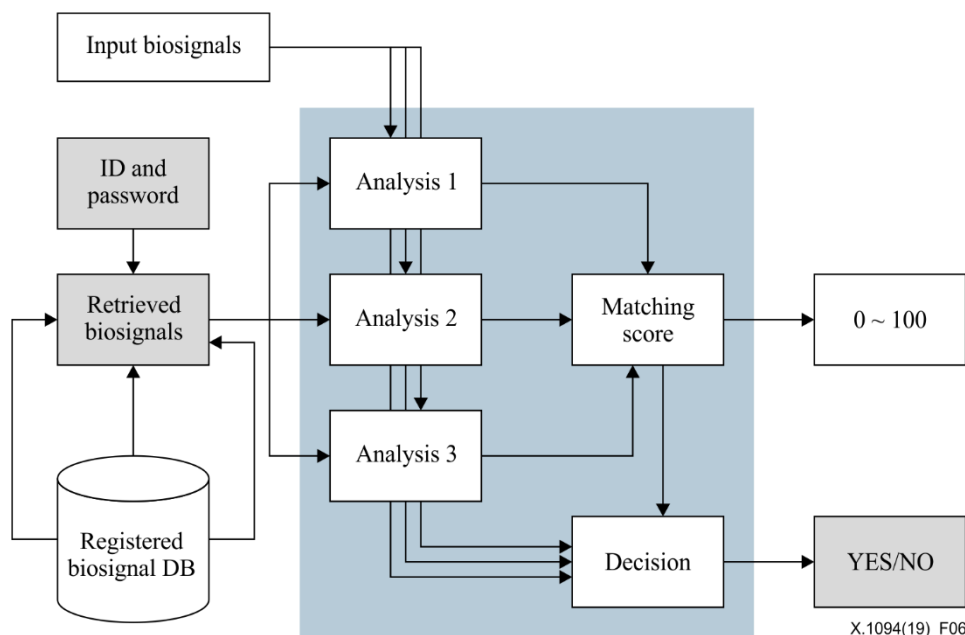 Input biosignals
ID and
password
Analysis 1
Retrieved
biosignals
Analysis 2
Matching
score
0 ~ 100
Analysis 3
Registered
biosignal DB
Decision
YES/NO
X.1094(19)_F06